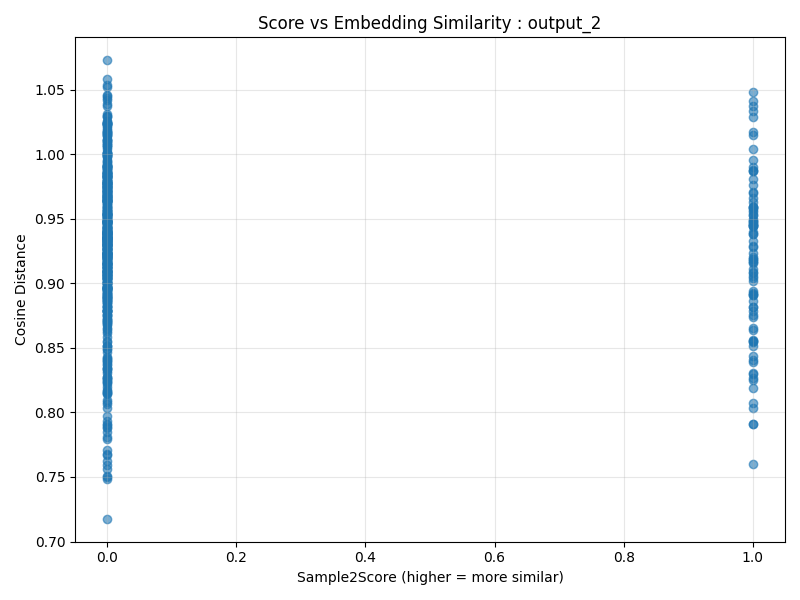 Score vs Embedding Similarity : output_2
Cosine Distance
1.05
1.00
0.95
0.90
0.85
0.80
0.75
0.70
0.0 0.2 0.4 0.6 0.8 1.0
Sample2Score (higher = more similar)